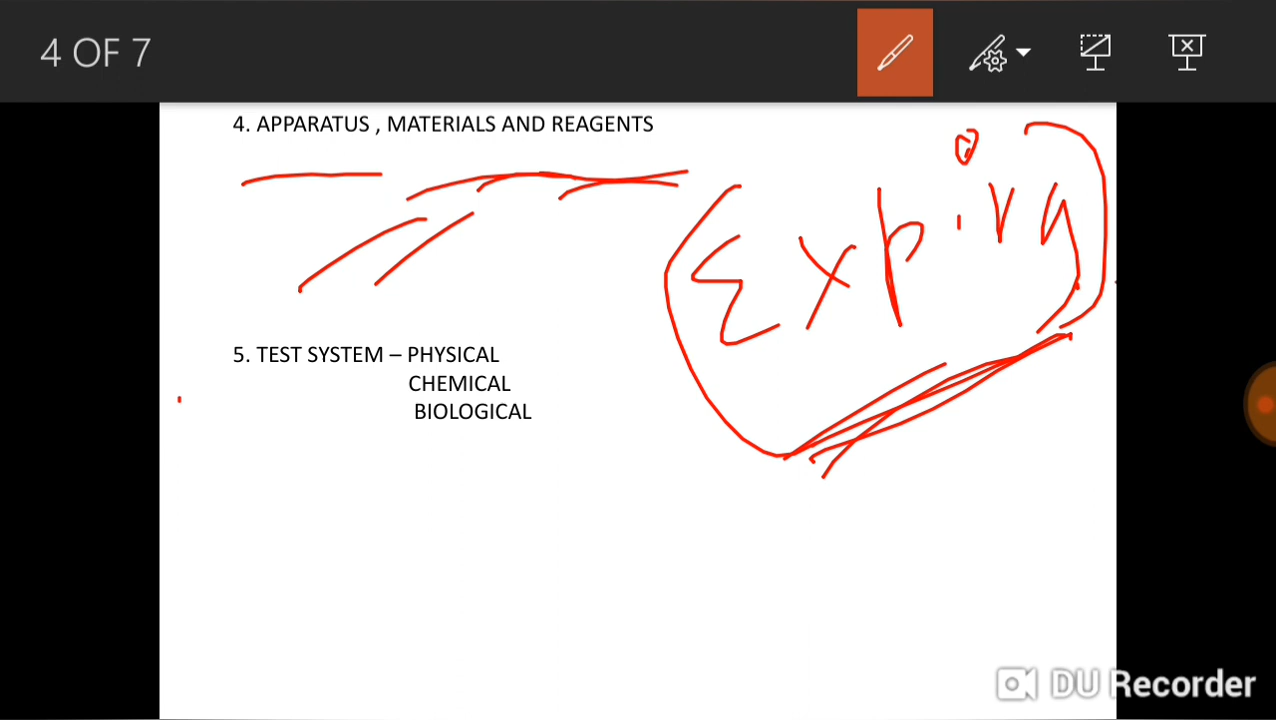 4 OF 7
4. APPARATUS , MATERIALS AND REAGENTS
Expiry
5. TEST SYSTEM – PHYSICAL
CHEMICAL
BIOLOGICAL
DU Recorder